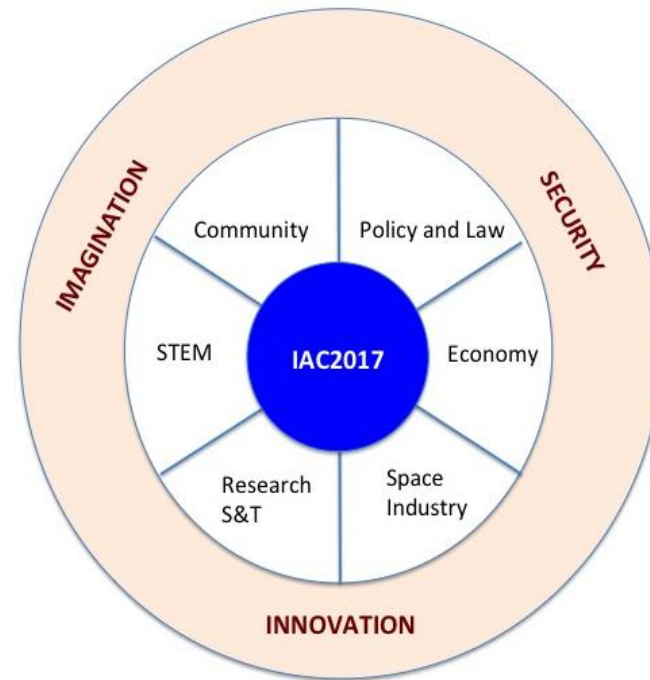 IMAGINATION
SECURITY
Community
Policy and Law
STEM
IAC2017
Economy
Research
S&T
Space
Industry
INNOVATION